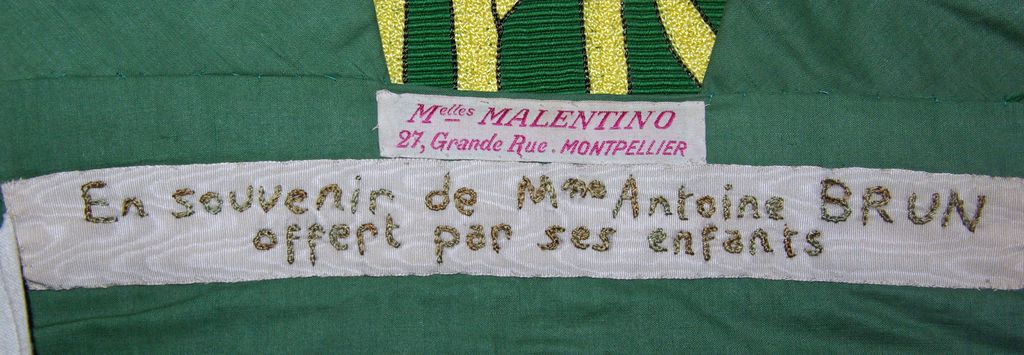 Melles MALENTINO
27, Grande Rue. MONTPELLIER
En souvenir de Mme Antoine BRUN
offert par ses enfants